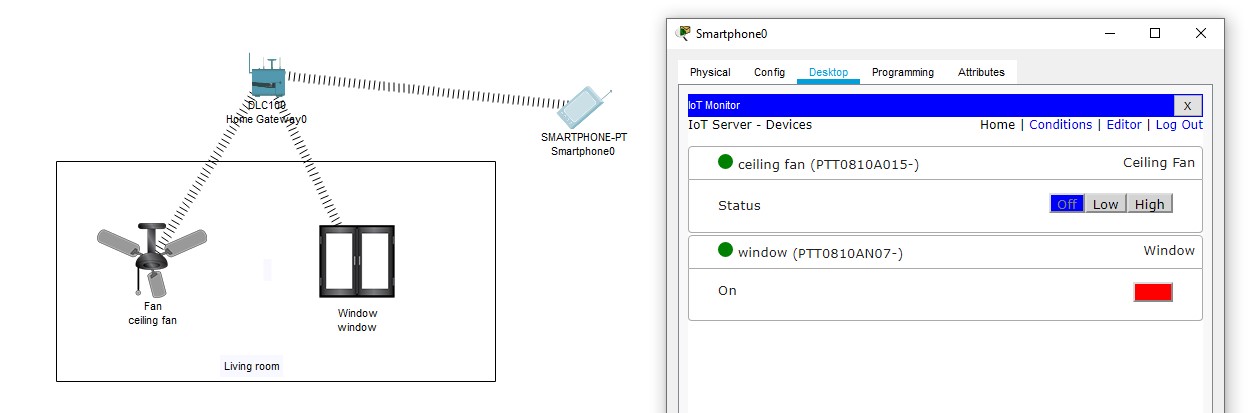 DLC100
Home Gateway0
SMARTPHONE-PT
Smartphone0
Fan
ceiling fan
Window
window
Living room
Smartphone0
Physical Config Desktop Programming Attributes
IoT Monitor X
IoT Server - Devices Home | Conditions | Editor | Log Out
ceiling fan (PTT0810A015-) Ceiling Fan
Status Off Low High
window (PTT0810AN07-) Window
On